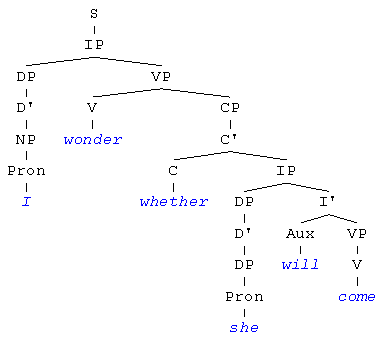 S
IP
DP VP
D' V CP
NP wonder C'
Pron C IP
I whether DP I'
D' Aux VP
DP will V
Pron come
she